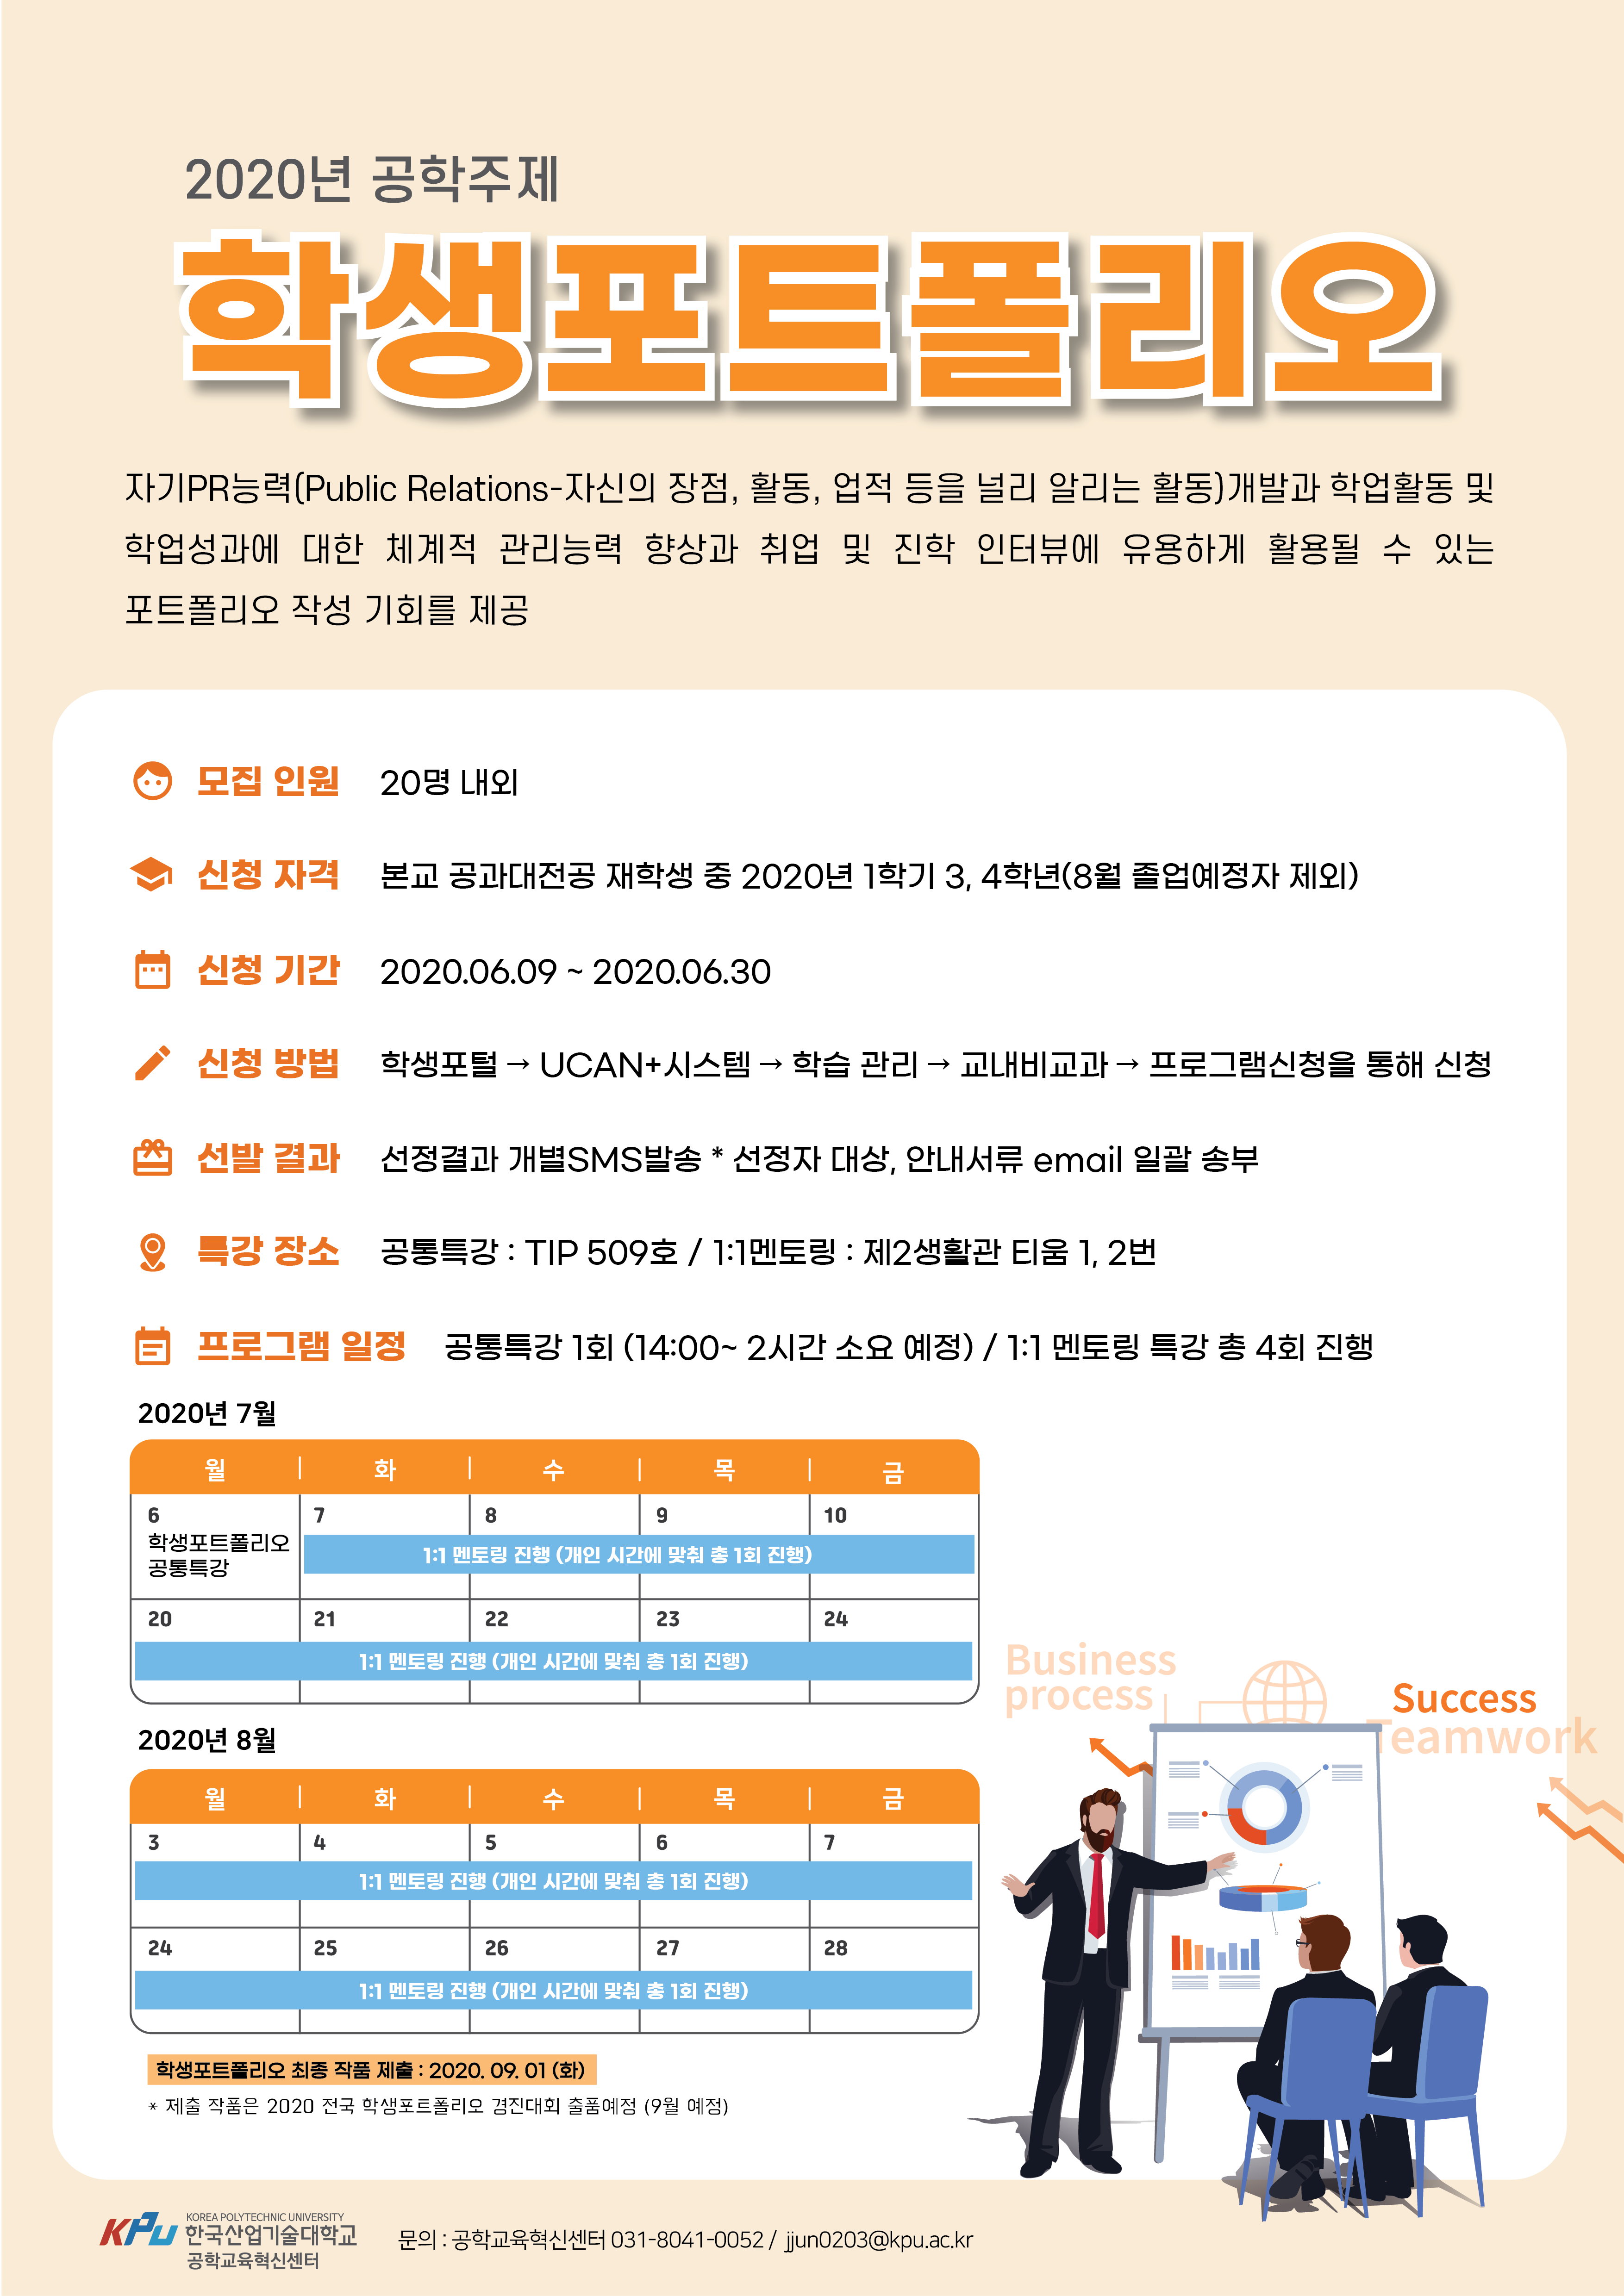 2020년 공학주제
학생포트폴리오
자기PR능력(Public Relations-자신의 장점, 활동, 업적 등을 널리 알리는 활동)개발과 학업활동 및
학업성과에 대한 체계적 관리능력 향상과 취업 및 진학 인터뷰에 유용하게 활용될 수 있는
포트폴리오 작성 기회를 제공
모집 인원 20명 내외
신청 자격 본교 공과대전공 재학생 중 2020년 1학기 3, 4학년(8월 졸업예정자 제외)
신청 기간 2020.06.09 ~ 2020.06.30
신청 방법 학생포털 → UCAN+시스템 → 학습 관리 → 교내비교과 → 프로그램신청을 통해 신청
선발 결과 선정결과 개별SMS발송 * 선정자 대상, 안내서류 email 일괄 송부
특강 장소 공통특강 : TIP 509호 / 1:1멘토링 : 제2생활관 티움 1, 2번
프로그램 일정 공통특강 1회 (14:00~ 2시간 소요 예정) / 1:1 멘토링 특강 총 4회 진행
2020년 7월
월 화 수 목 금
6 7 8 9 10
학생포트폴리오
공통특강
1:1 멘토링 진행 (개인 시간에 맞춰 총 1회 진행)
20 21 22 23 24
1:1 멘토링 진행 (개인 시간에 맞춰 총 1회 진행)
2020년 8월
월 화 수 목 금
3 4 5 6 7
1:1 멘토링 진행 (개인 시간에 맞춰 총 1회 진행)
24 25 26 27 28
1:1 멘토링 진행 (개인 시간에 맞춰 총 1회 진행)
학생포트폴리오 최종 작품 제출 : 2020. 09. 01 (화)
* 제출 작품은 2020 전국 학생포트폴리오 경진대회 출품예정 (9월 예정)
Business
process
Success
Teamwork
KPU
KOREA POLYTECHNIC UNIVERSITY
한국산업기술대학교
공학교육혁신센터
문의 : 공학교육혁신센터 031-8041-0052 / jjun0203@kpu.ac.kr